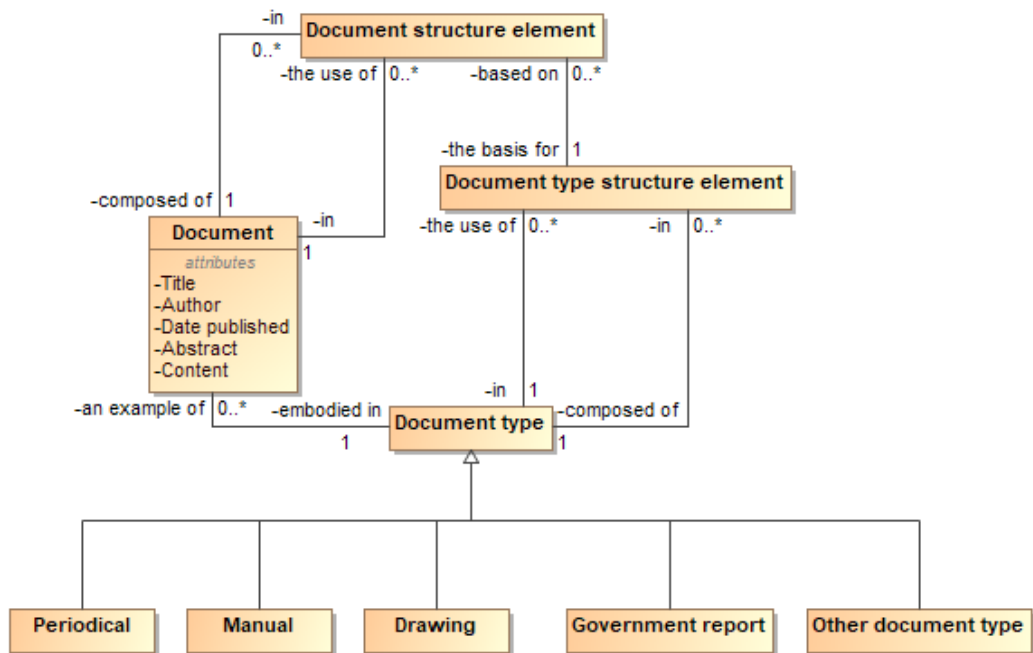 -in
Document structure element
0..*
-the use of 0..*
-based on 0..*
-the basis for 1
Document type structure element
-composed of 1
-in
-the use of 0..*
-in 0..*
Document
1
attributes
-Title
-Author
-Date published
-Abstract
-Content
-in 1
-an example of 0..*
-embodied in
-composed of
Document type
1
1
Periodical
Manual
Drawing
Government report
Other document type